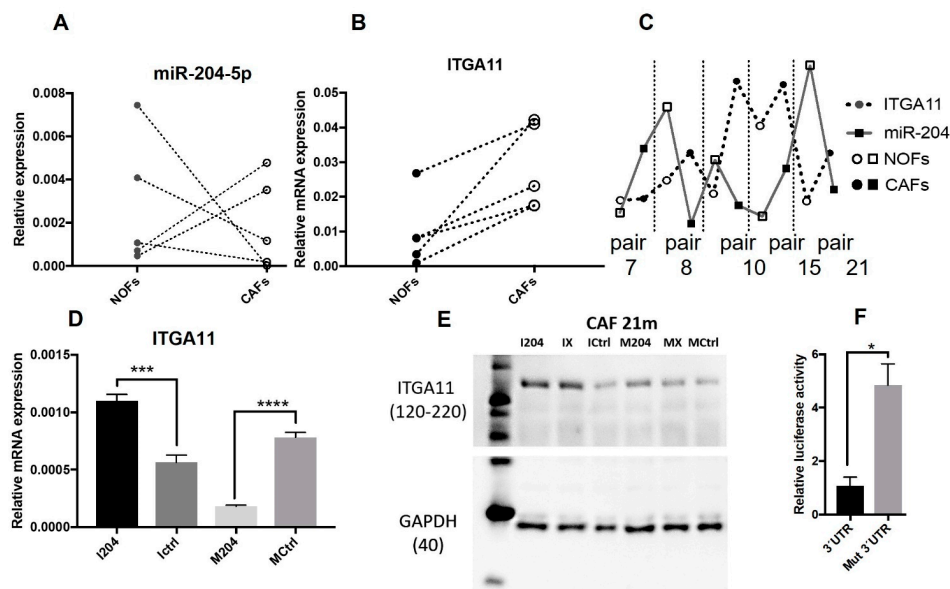 A
miR-204-5p
Relativie expression
0.008
0.006
0.004
0.002
0.000
NOFs
CAFs
B
ITGA11
Relative mRNA expression
0.05
0.04
0.03
0.02
0.01
0.00
NOFs
CAFs
C
ITGA11
miR-204
NOFs
CAFs
pair pair pair pair pair
7 8 10 15 21
D
ITGA11
Relative mRNA expression
0.0015
0.0010
0.0005
0.0000
***
****
I204
Ictrl
M204
MCtrl
E
CAF 21m
I204 IX ICtrl M204 MX MCtrl
ITGA11
(120-220)
GAPDH
(40)
F
Relative luciferase activity
6
4
2
0
*
3´UTR
Mut 3´UTR